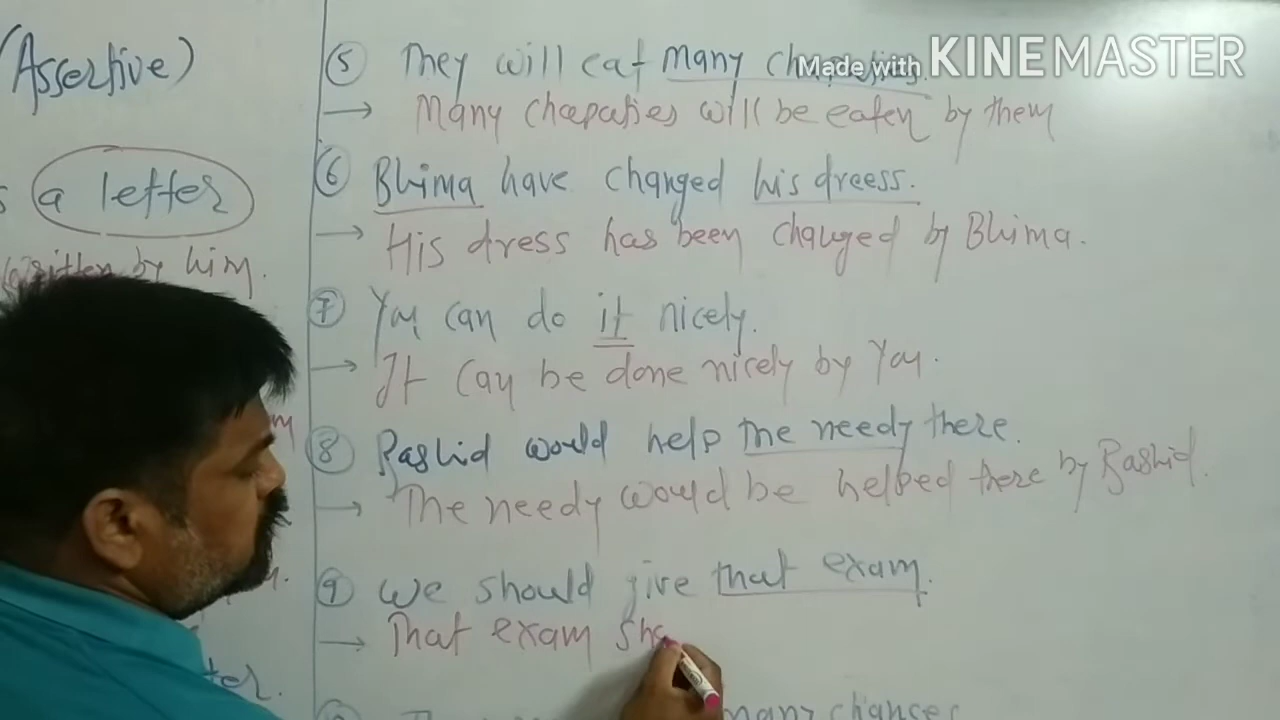 (Assertive)
a letter
written by him.
⑤ They will eat many
→ Many chapaties will be eaten by them
⑥ Bhima have changed his dreess.
→ His dress has been changed by Bhima.
⑦ You can do it nicely.
→ It can be done nicely by You.
⑧ Rashid would help the needy there.
→ The needy would be helped there by Rashid.
⑨ We should give that exam.
→ That exam sho
many chances
Made with KINEMASTER